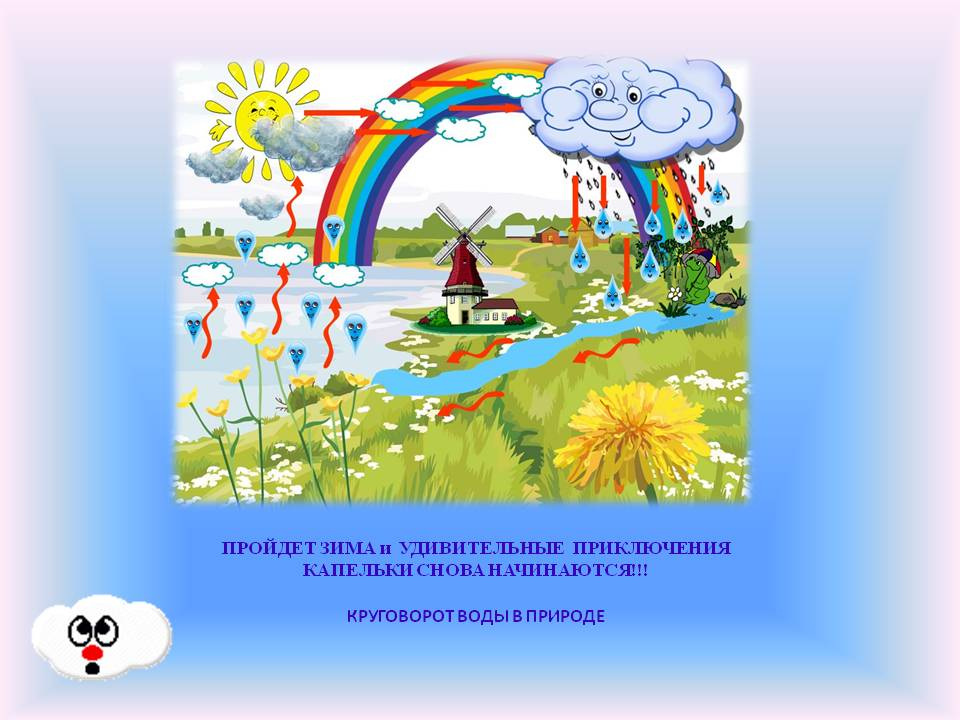 ПРОЙДЕТ ЗИМА и УДИВИТЕЛЬНЫЕ ПРИКЛЮЧЕНИЯ
КАПЕЛЬКИ СНОВА НАЧИНАЮТСЯ!!!
КРУГОВОРОТ ВОДЫ В ПРИРОДЕ